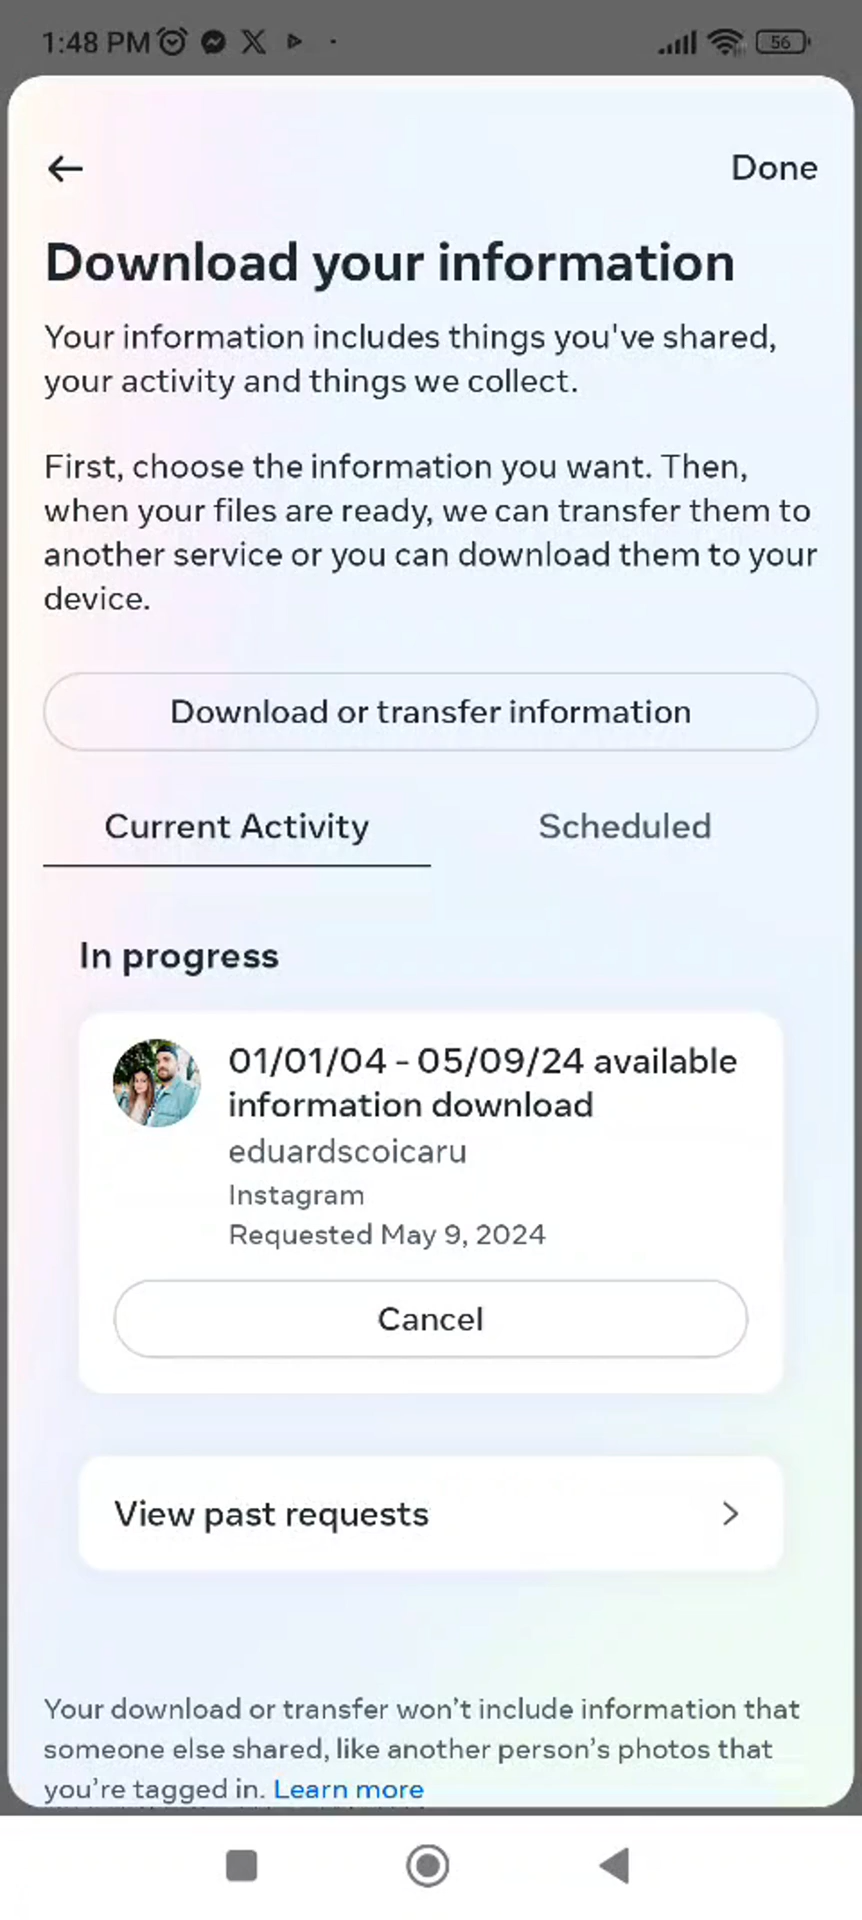 1:48 PM
56
Done
Download your information
Your information includes things you've shared,
your activity and things we collect.
First, choose the information you want. Then,
when your files are ready, we can transfer them to
another service or you can download them to your
device.
Download or transfer information
Current Activity
Scheduled
In progress
01/01/04 - 05/09/24 available
information download
eduardscoicaru
Instagram
Requested May 9, 2024
Cancel
View past requests
Your download or transfer won’t include information that
someone else shared, like another person’s photos that
you’re tagged in. Learn more